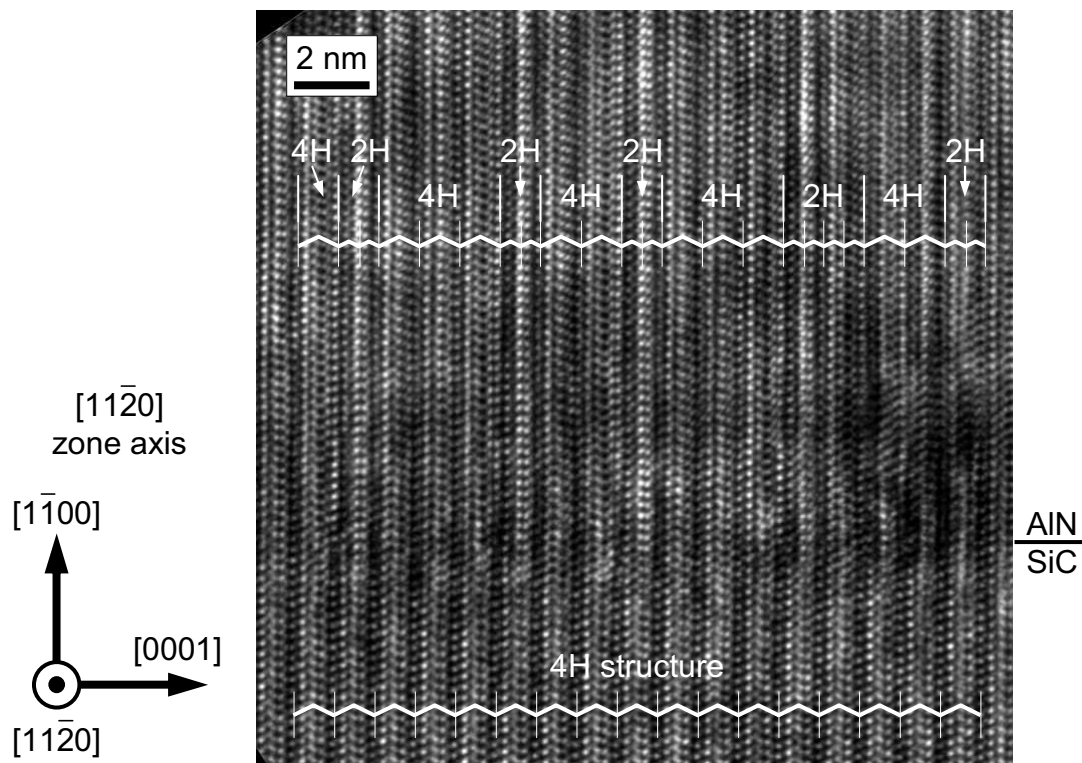 2 nm
4H 2H 2H 2H 2H
4H 4H 4H 2H 4H
[112̅0]
zone axis
[11̅00]
AlN
SiC
[0001]
4H structure
[112̅0]